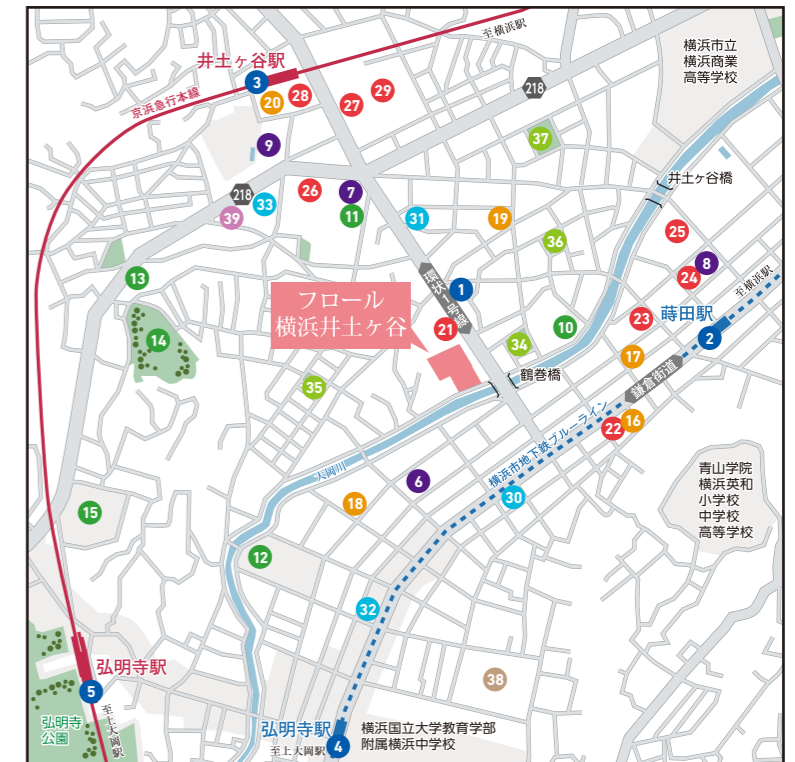 至横浜駅
横浜市立
横浜商業
高等学校
井土ヶ谷駅
3
京浜急行本線
20
28
27
29
218
37
9
井土ヶ谷橋
218
26
7
33
39
11
31
19
25
36
24
8
13
至横浜駅
環状1号線
1
フロール
横浜井土ヶ谷
21
10
23
蒔田駅
2
14
34
17
鶴巻橋
鎌倉街道
35
16
22
横浜市地下鉄ブルーライン
大岡川
6
30
18
青山学院
横浜英和
小学校
中学校
高等学校
15
12
32
弘明寺駅
5
38
弘明寺
公園
至上大岡駅
弘明寺駅
至上大岡駅
4
横浜国立大学教育学部
附属横浜中学校